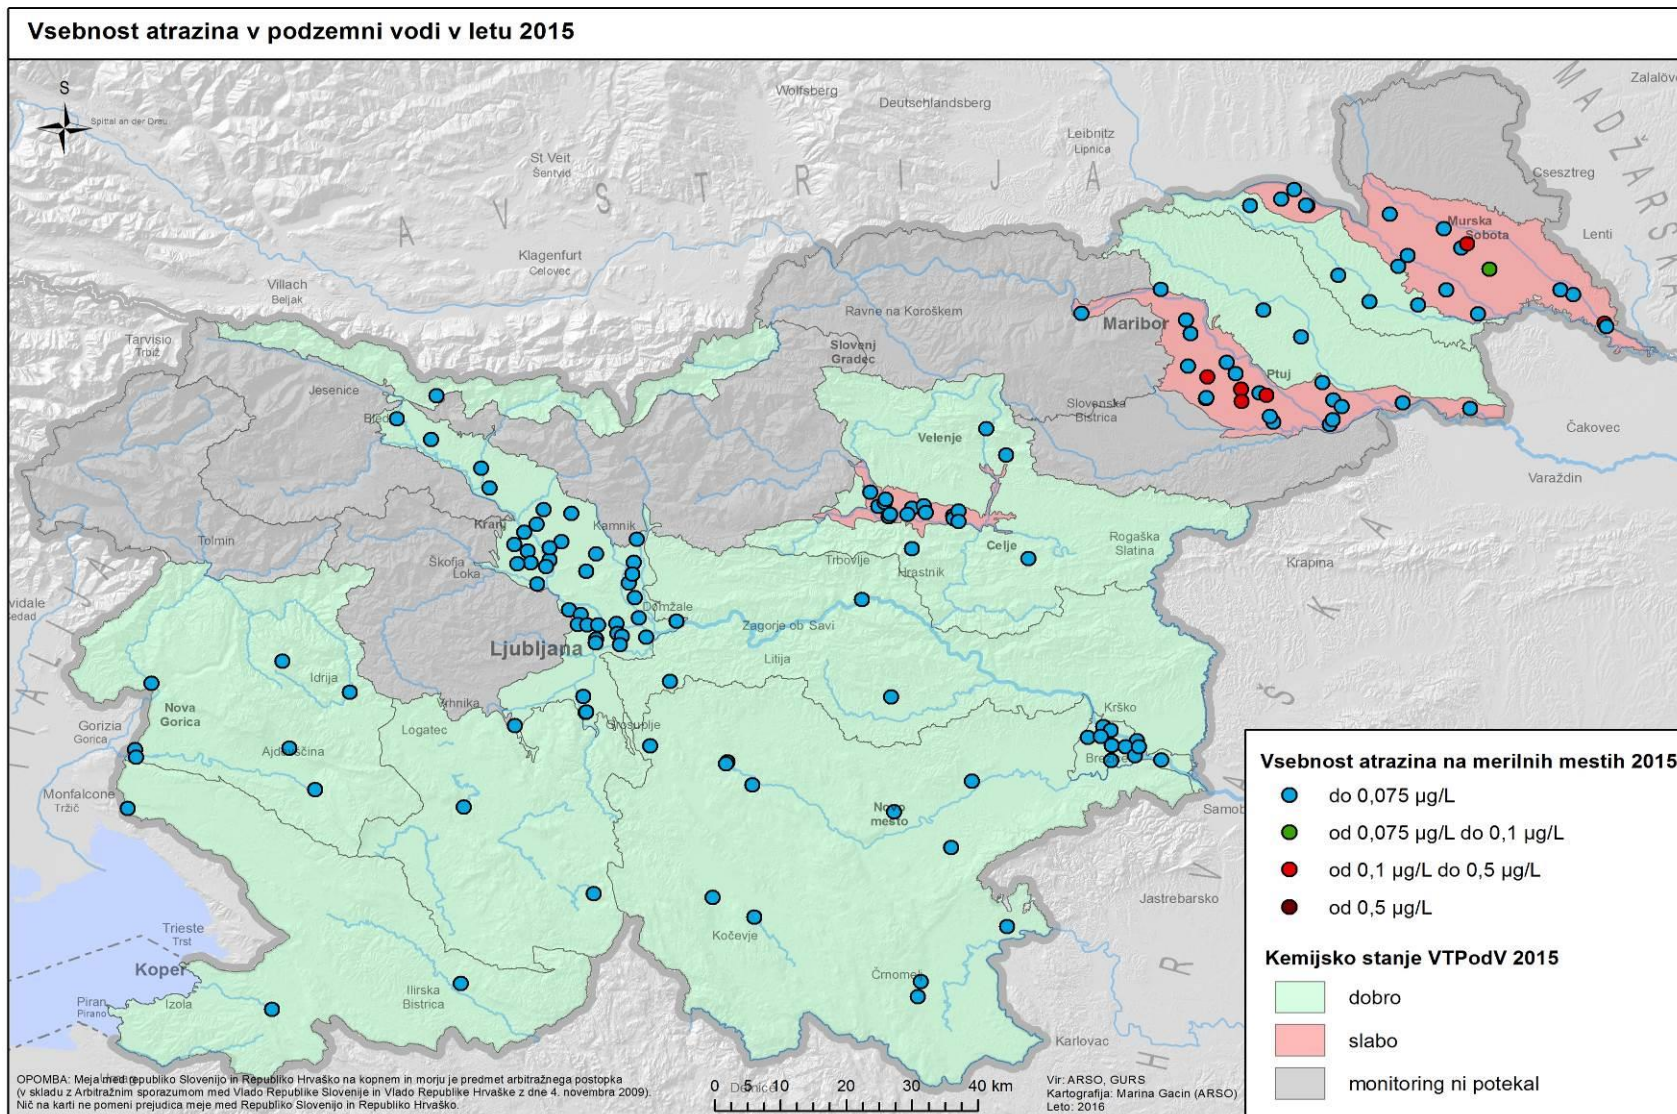 Vsebnost atrazina v podzemni vodi v letu 2015
S
Spittal an der Drau
Wolfsberg
Deutschlandsberg
Leibnitz
Lipnica
St Veit
Šentvid
AVSTRIJA
MADŽARSKA
Csesztreg
Lenti
Murska
Sobota
Klagenfurt
Celovec
Villach
Beljak
Ravne na Koroškem
Maribor
Tarvisio
Trbiž
Slovenj
Gradec
Jesenice
Bled
Ptuj
Slovenska
Bistrica
Čakovec
Varaždin
Velenje
Kranj
Kamnik
Tolmin
Škofja
Loka
Celje
Rogaška
Slatina
Trbovlje
Hrastnik
Krapina
Domžale
Zagorje ob Savi
Ljubljana
Litija
Idrija
Vrhnika
Nova
Gorica
Grosuplje
Logatec
Gorizia
Gorica
Ajdovščina
Krško
Brežice
Monfalcone
Tržič
Novo
mesto
ITALIJA
HRVAŠKA
Jastrebarsko
Trieste
Trst
Kočevje
Koper
Črnomelj
Piran
Pirano
Izola
Ilirska
Bistrica
Karlovac
Vsebnost atrazina na merilnih mestih 2015
do 0,075 µg/L
od 0,075 µg/L do 0,1 µg/L
od 0,1 µg/L do 0,5 µg/L
od 0,5 µg/L
Kemijsko stanje VTPodV 2015
dobro
slabo
monitoring ni potekal
OPOMBA: Meja med republiko Slovenijo in Republiko Hrvaško na kopnem in morju je predmet arbitražnega postopka
(v skladu z Arbitražnim sporazumom med Vlado Republike Slovenije in Vlado Republike Hrvaške z dne 4. novembra 2009).
Nič na karti ne pomeni prejudica meje med Republiko Slovenijo in Republiko Hrvaško.
0 5 10 20 30 40 km
Vir: ARSO, GURS
Kartografija: Marina Gacin (ARSO)
Leto: 2016